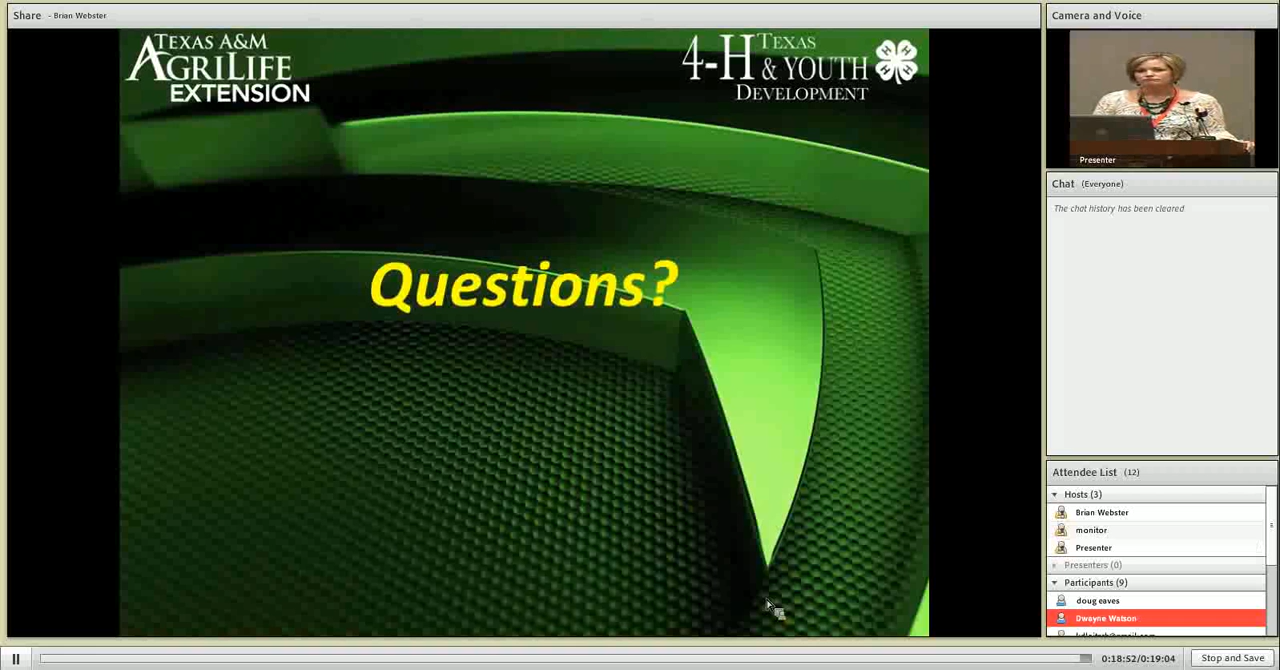 Share - Brian Webster
TEXAS A&M
AGRILIFE
EXTENSION
4-H TEXAS
& YOUTH
DEVELOPMENT
H H
H H
Questions?
Camera and Voice
Presenter
Chat (Everyone)
The chat history has been cleared
Attendee List (12)
Hosts (3)
Brian Webster
monitor
Presenter
Presenters (0)
Participants (9)
doug eaves
Dwayne Watson
0:18:52/0:19:04
Stop and Save